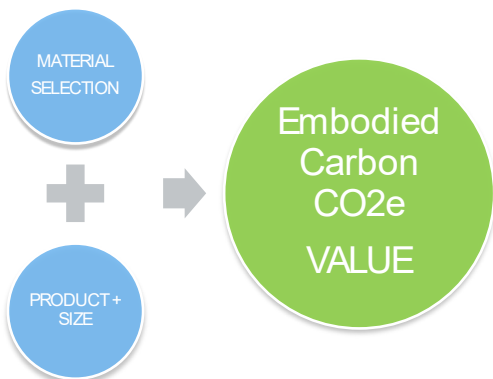 MATERIAL
SELECTION
PRODUCT +
SIZE
Embodied
Carbon
CO2e
VALUE